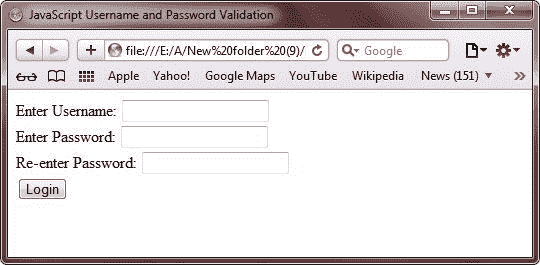 JavaScript Username and Password Validation
file:///E:/A/New%20folder%20(9)/
Google
Apple Yahoo! Google Maps YouTube Wikipedia News (151)
Enter Username:
Enter Password:
Re-enter Password:
Login